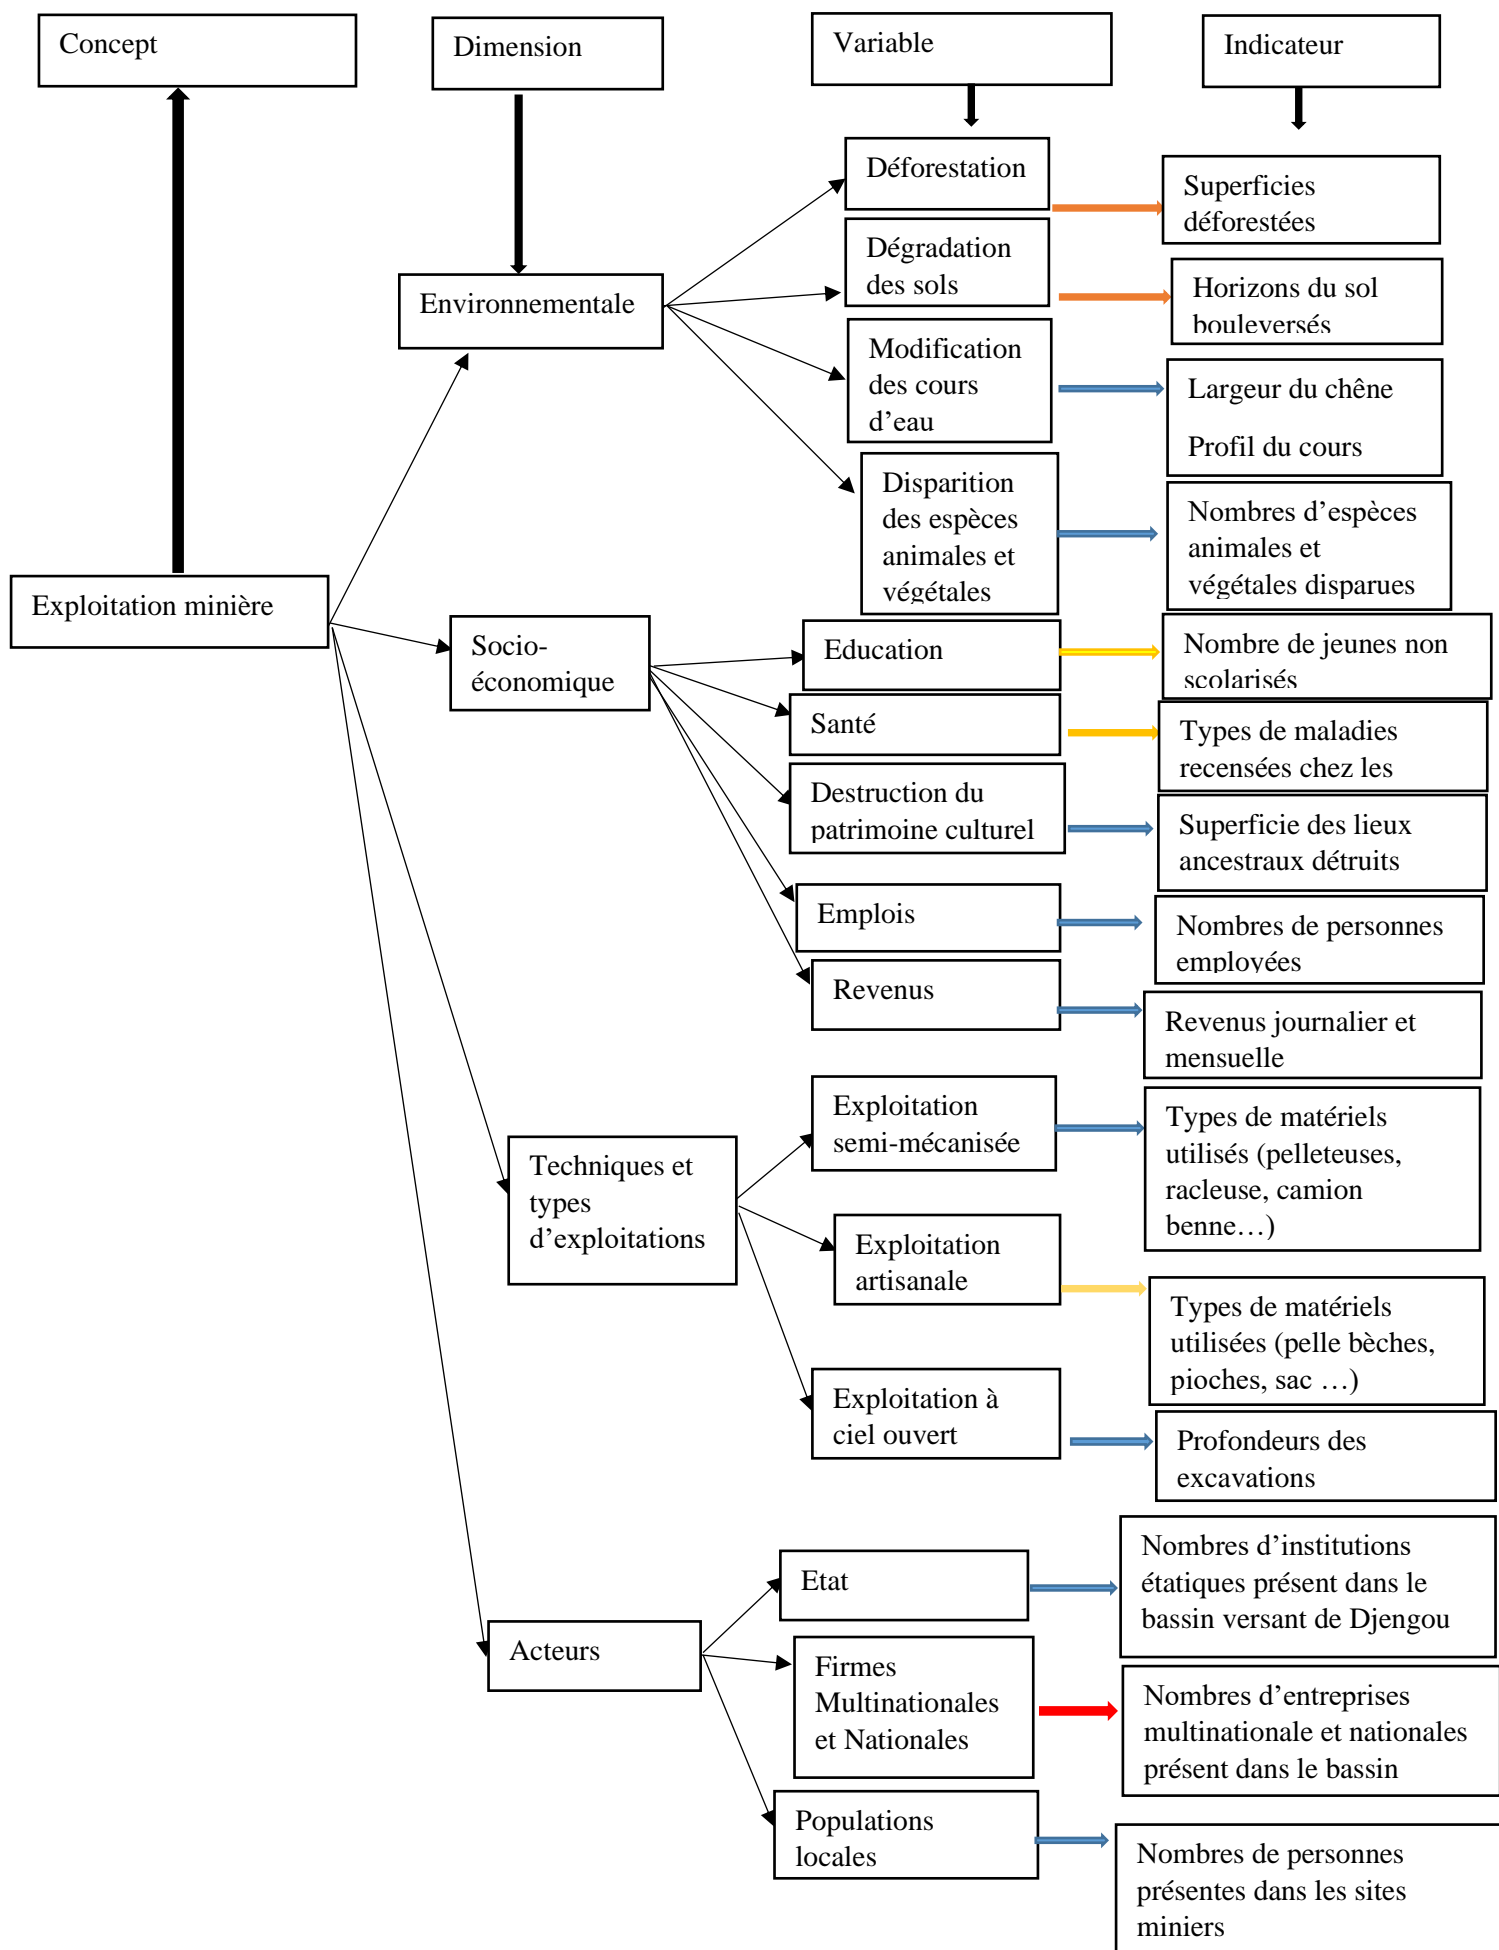 Concept
Dimension
Variable
Indicateur
Déforestation
Superficies
déforestées
Dégradation
des sols
Horizons du sol
bouleversés
Environnementale
Modification
des cours
d’eau
Largeur du chêne
Profil du cours
Disparition
des espèces
animales et
végétales
Nombres d’espèces
animales et
végétales disparues
Exploitation minière
Socio-
économique
Education
Nombre de jeunes non
scolarisés
Santé
Types de maladies
recensées chez les
Destruction du
patrimoine culturel
Superficie des lieux
ancestraux détruits
Emplois
Nombres de personnes
employées
Revenus
Revenus journalier et
mensuelle
Techniques et
types
d’exploitations
Exploitation
semi-mécanisée
Types de matériels
utilisés (pelleteuses,
racleuse, camion
benne…)
Exploitation
artisanale
Types de matériels
utilisées (pelle bèches,
pioches, sac …)
Exploitation à
ciel ouvert
Profondeurs des
excavations
Acteurs
Etat
Nombres d’institutions
étatiques présent dans le
bassin versant de Djengou
Firmes
Multinationales
et Nationales
Nombres d’entreprises
multinationale et nationales
présent dans le bassin
Populations
locales
Nombres de personnes
présentes dans les sites
miniers